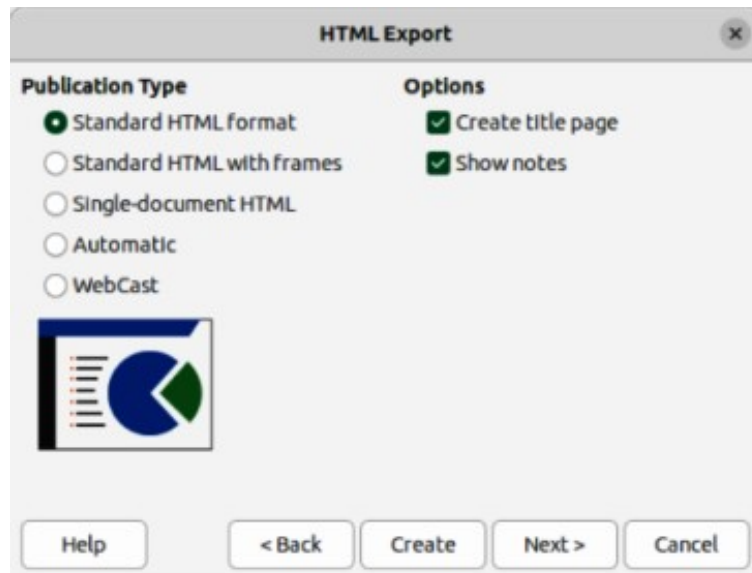 HTML Export
Publication Type
Standard HTML format
Standard HTML with frames
Single-document HTML
Automatic
WebCast
Options
Create title page
Show notes
Help
< Back
Create
Next >
Cancel